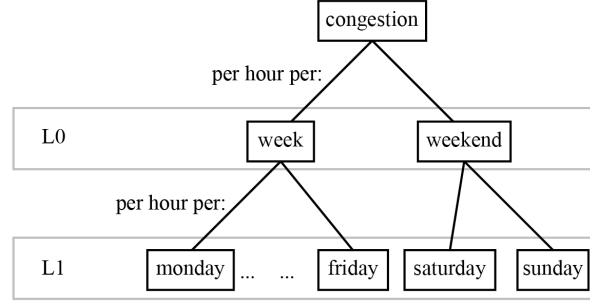 congestion
per hour per:
L0 week weekend
per hour per:
L1 monday ... ... friday saturday sunday